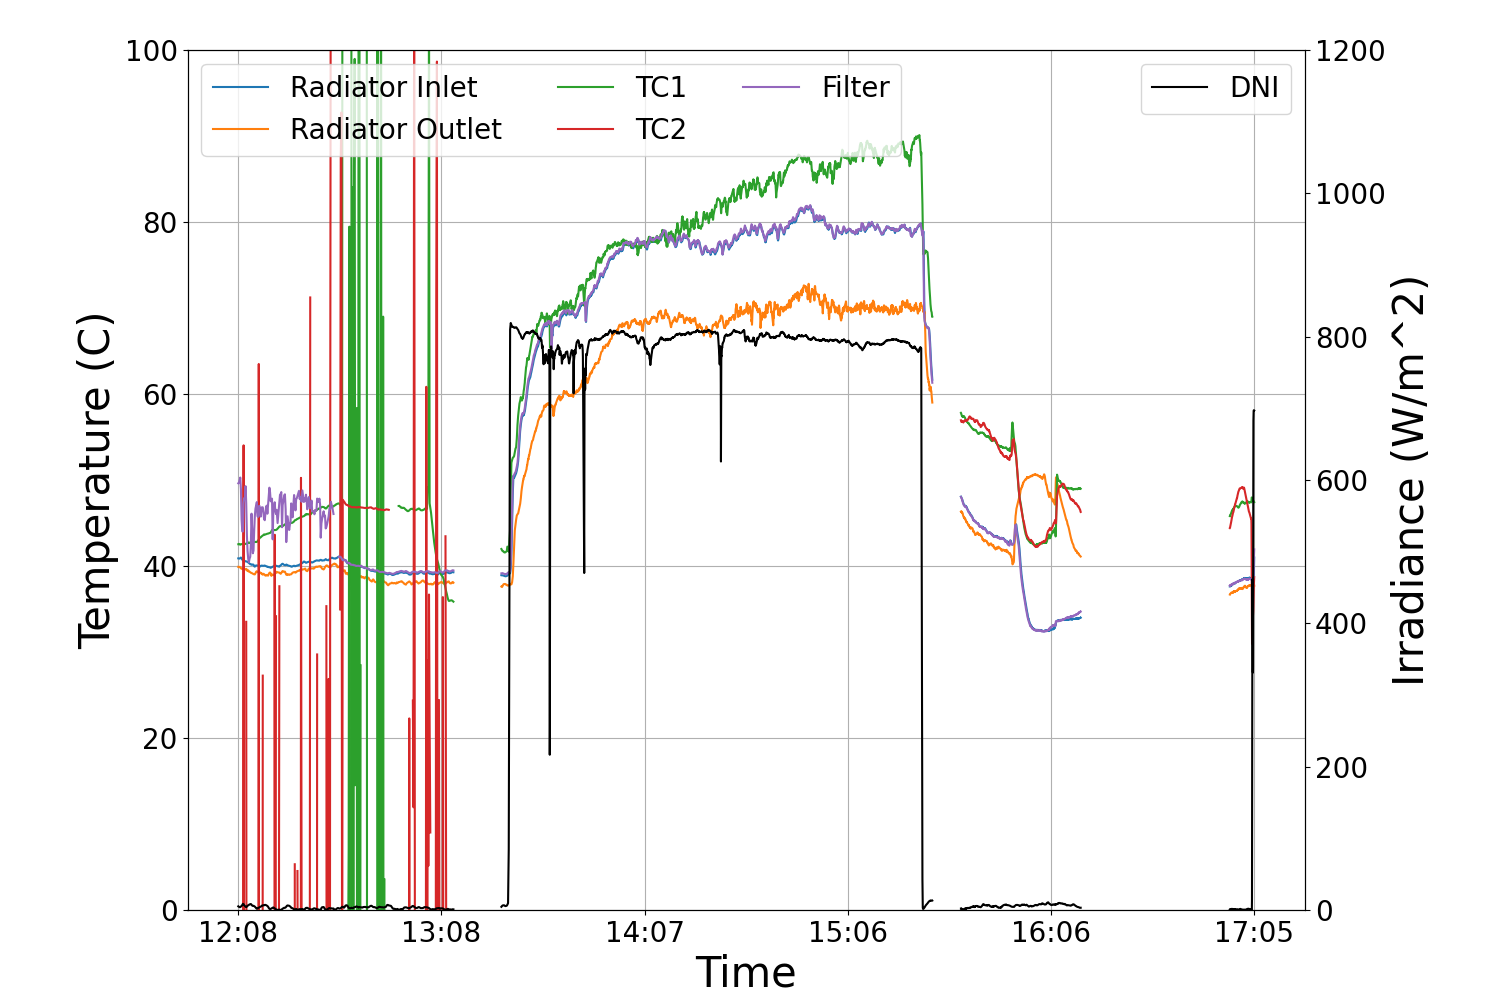 Radiator Inlet
Radiator Outlet
TC1
TC2
Filter
DNI
Temperature (C)
100
80
60
40
20
0
Irradiance (W/m^2)
1200
1000
800
600
400
200
0
12:08 13:08 14:07 15:06 16:06 17:05
Time